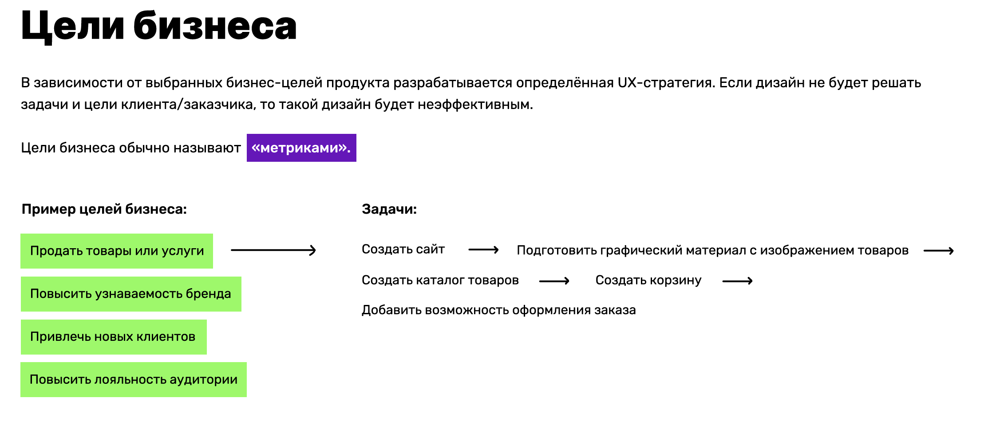 Цели бизнеса
В зависимости от выбранных бизнес-целей продукта разрабатывается определённая UX-стратегия. Если дизайн не будет решать
задачи и цели клиента/заказчика, то такой дизайн будет неэффективным.
Цели бизнеса обычно называют «метриками».
Пример целей бизнеса:
Продать товары или услуги
Повысить узнаваемость бренда
Привлечь новых клиентов
Повысить лояльность аудитории
Задачи:
Создать сайт → Подготовить графический материал с изображением товаров →
Создать каталог товаров → Создать корзину →
Добавить возможность оформления заказа